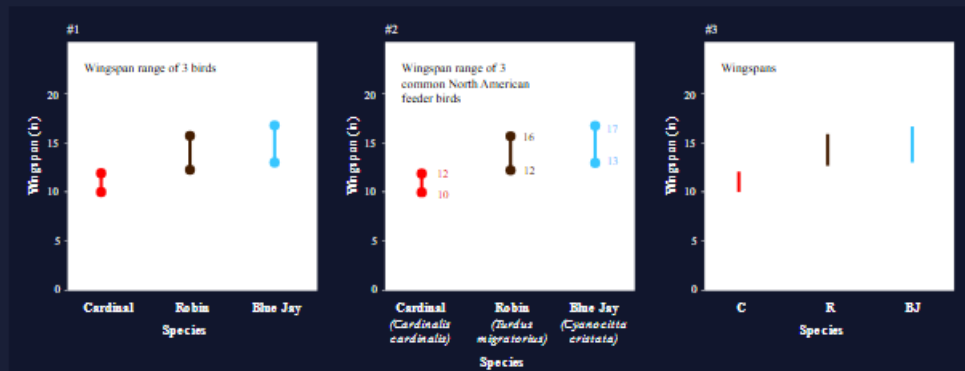 #1
Wingspan range of 3 birds
Wingspan (in)
20
15
10
5
0
Cardinal Robin Blue Jay
Species
#2
Wingspan range of 3
common North American
feeder birds
Wingspan (in)
20
15
10
5
0
12
10
16
12
17
13
Cardinal Robin Blue Jay
(Cardinalis (Turdus (Cyanocitta
cardinalis) migratorius) cristata)
Species
#3
Wingspans
Wingspan (in)
20
15
10
5
0
C R BJ
Species